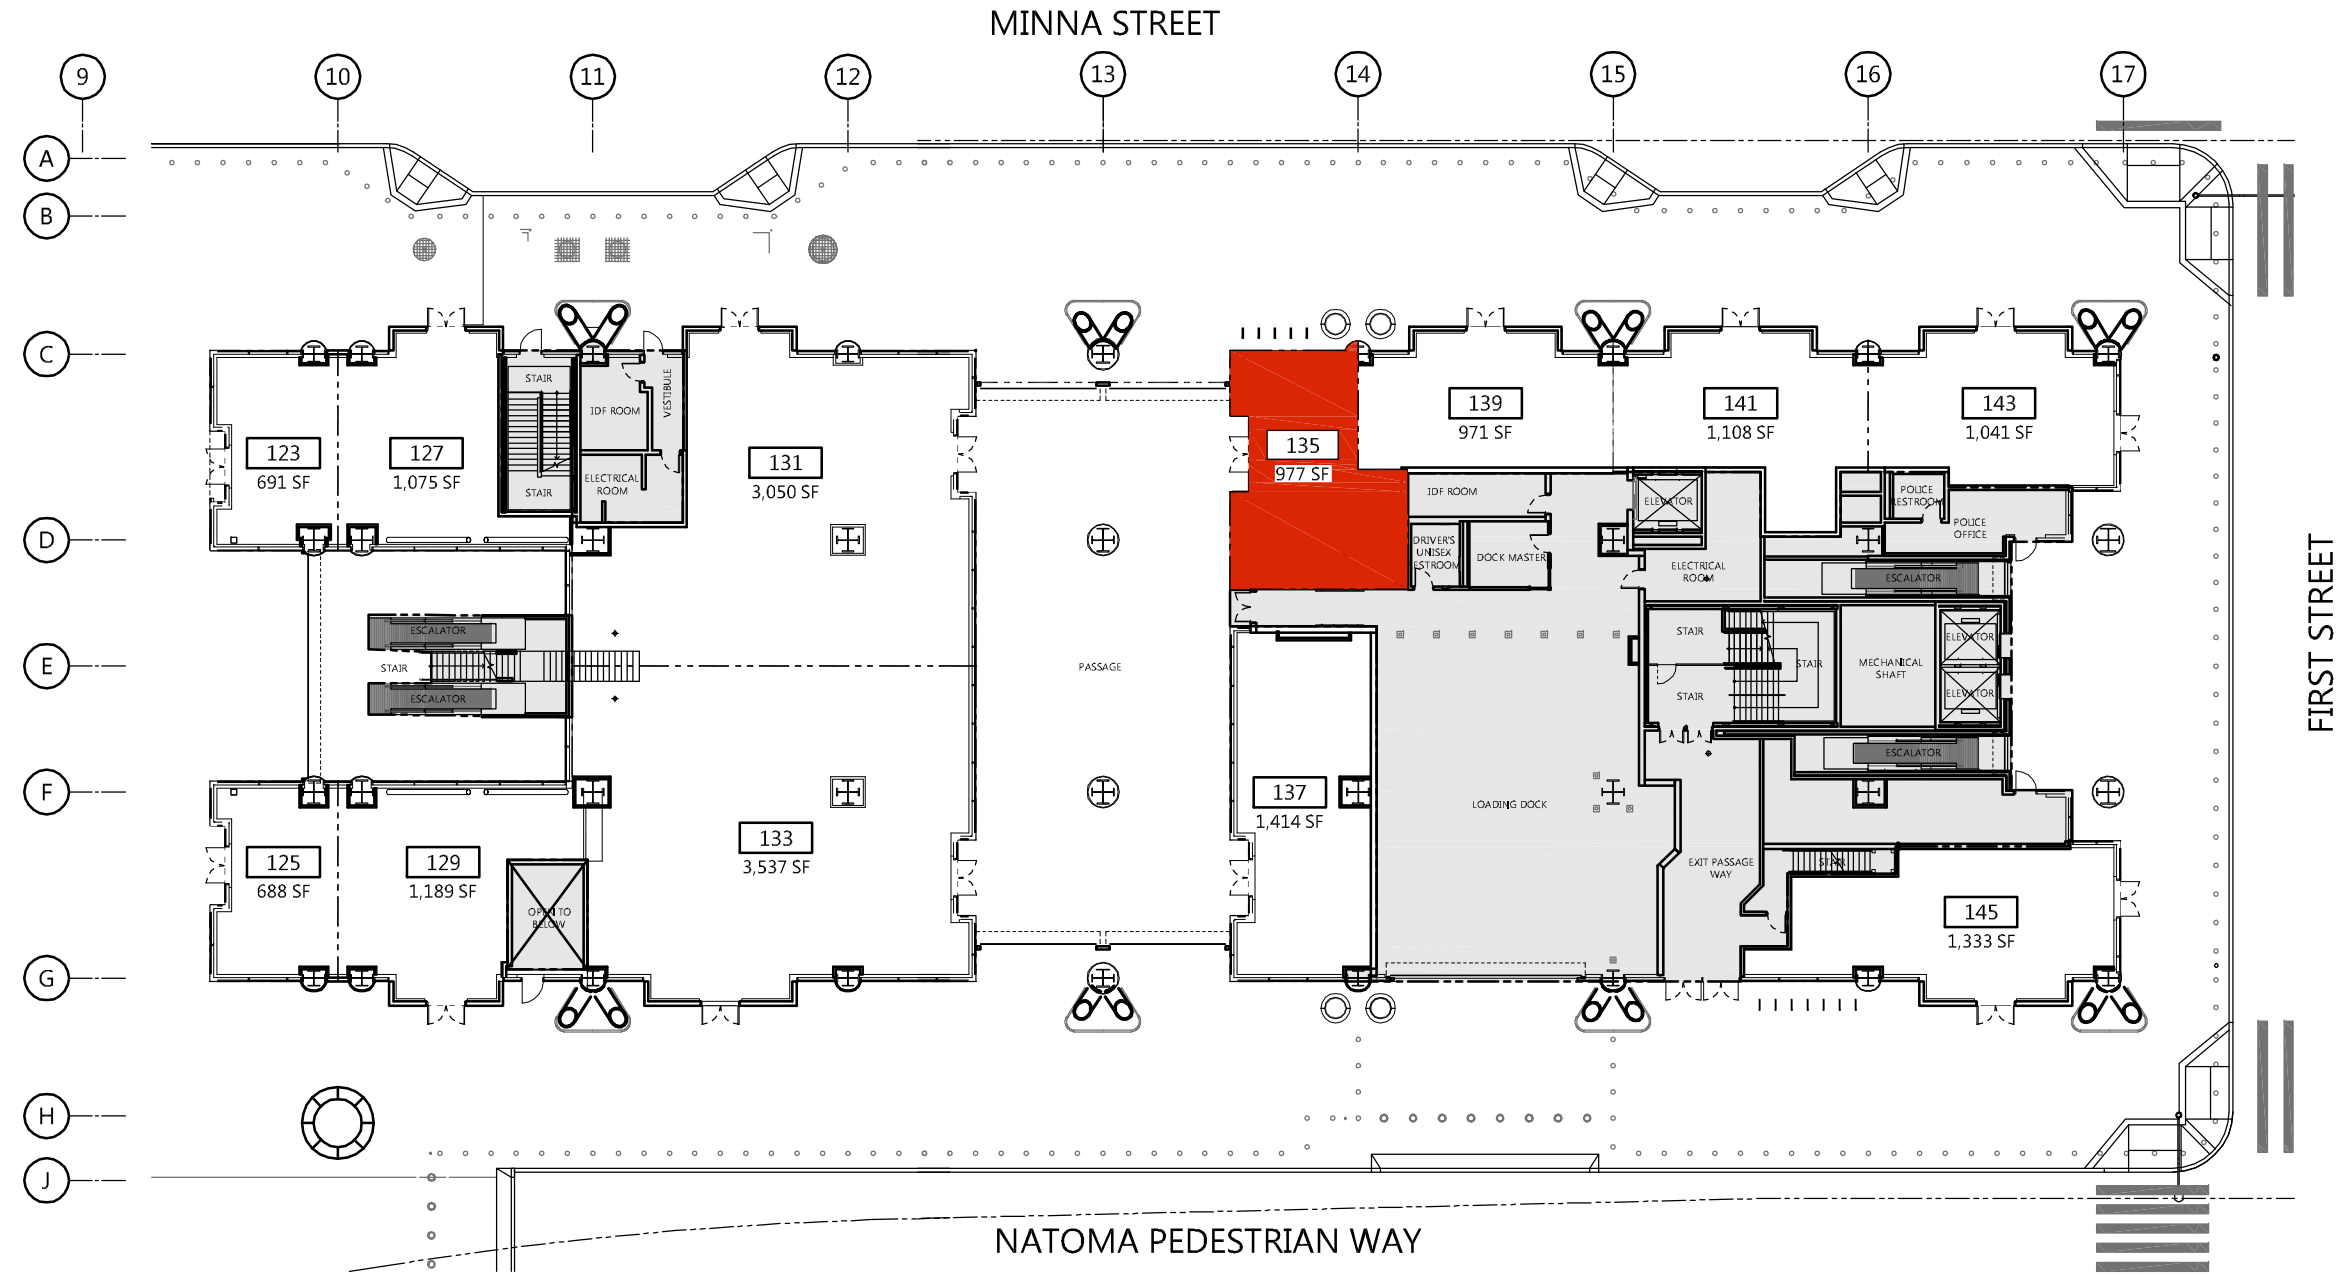 MINNA STREET
9
10
11
12
13
14
15
16
17
A
B
C
D
E
F
G
H
J
123
691 SF
127
1,075 SF
STAIR
STAIR
IDF ROOM
VESTIBULE
ELECTRICAL
ROOM
131
3,050 SF
135
977 SF
139
971 SF
141
1,108 SF
143
1,041 SF
IDF ROOM
ELEVATOR
POLICE
RESTROOM
POLICE
OFFICE
DRIVER'S
UNISEX
RESTROOM
DOCK MASTER
ELECTRICAL
ROOM
ESCALATOR
ESCALATOR
STAIR
ESCALATOR
PASSAGE
STAIR
STAIR
STAIR
MECHANICAL
SHAFT
ELEVATOR
ELEVATOR
ESCALATOR
FIRST STREET
137
1,414 SF
LOADING DOCK
EXIT PASSAGE
WAY
STAIR
125
688 SF
129
1,189 SF
OPEN TO
BELOW
133
3,537 SF
145
1,333 SF
NATOMA PEDESTRIAN WAY